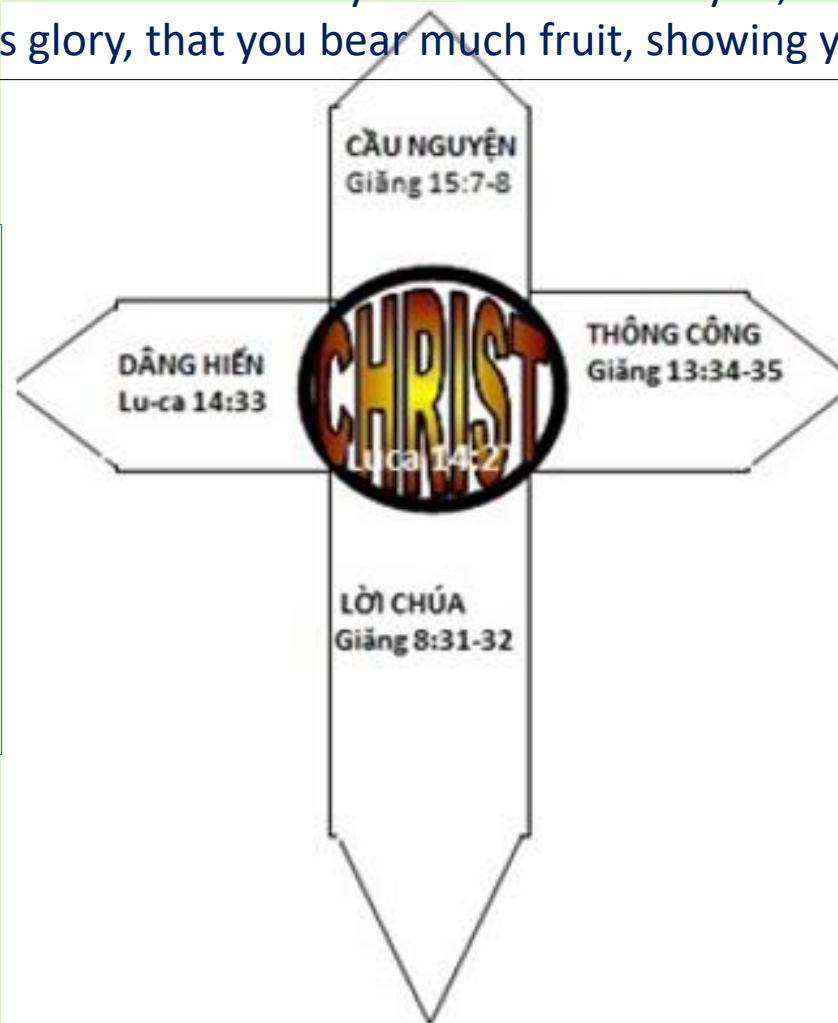 s glory, that you bear much fruit, showing y
CẦU NGUYỆN
Giăng 15:7-8
DÂNG HIẾN
Lu-ca 14:33
CHRIST
Luca 14:27
THÔNG CÔNG
Giăng 13:34-35
LỜI CHÚA
Giăng 8:31-32